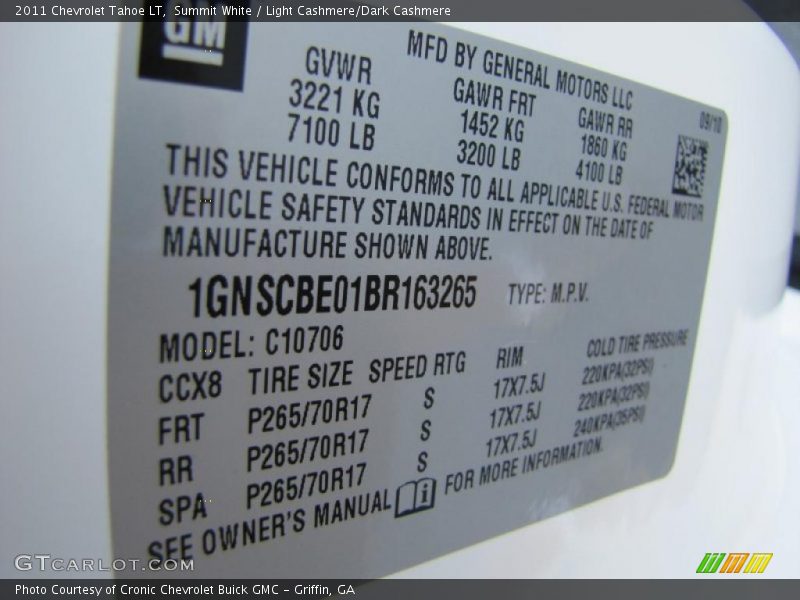 2011 Chevrolet Tahoe LT, Summit White / Light Cashmere/Dark Cashmere
GM
MFD BY GENERAL MOTORS LLC
GVWR GAWR FRT GAWR RR 09/10
3221 KG 1452 KG 1860 KG
7100 LB 3200 LB 4100 LB
THIS VEHICLE CONFORMS TO ALL APPLICABLE U.S. FEDERAL MOTOR
VEHICLE SAFETY STANDARDS IN EFFECT ON THE DATE OF
MANUFACTURE SHOWN ABOVE.
1GNSCBE01BR163265 TYPE: M.P.V.
MODEL: C10706
CCX8 TIRE SIZE SPEED RTG RIM COLD TIRE PRESSURE
FRT P265/70R17 S 17X7.5J 220KPA(32PSI)
RR P265/70R17 S 17X7.5J 220KPA(32PSI)
SPA P265/70R17 S 17X7.5J 240KPA(35PSI)
SEE OWNER'S MANUAL FOR MORE INFORMATION.
GTCARLOT.COM
Photo Courtesy of Cronic Chevrolet Buick GMC - Griffin, GA